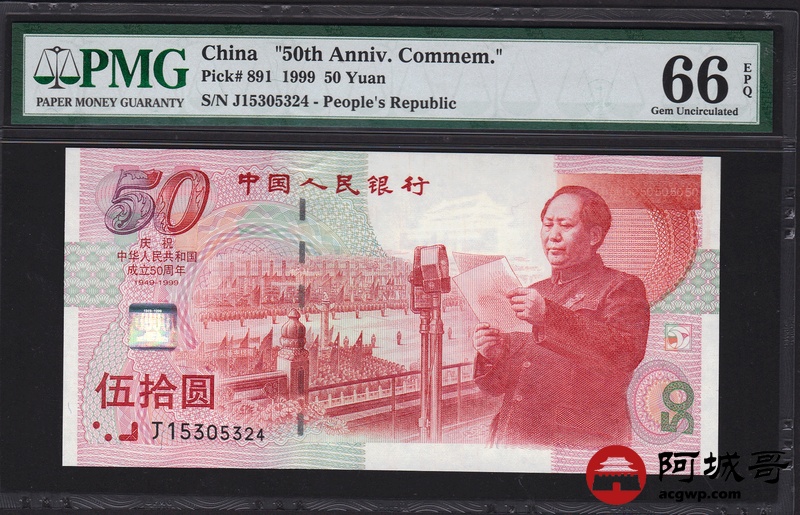 PMG
PAPER MONEY GUARANTY
China "50th Anniv. Commem."
Pick# 891 1999 50 Yuan
S/N J15305324 - People's Republic
66 EPQ
Gem Uncirculated
50
中国人民银行
庆祝
中华人民共和国
成立50周年
1949-1999
伍拾圆
J15305324
50
阿城哥
acgwp.com